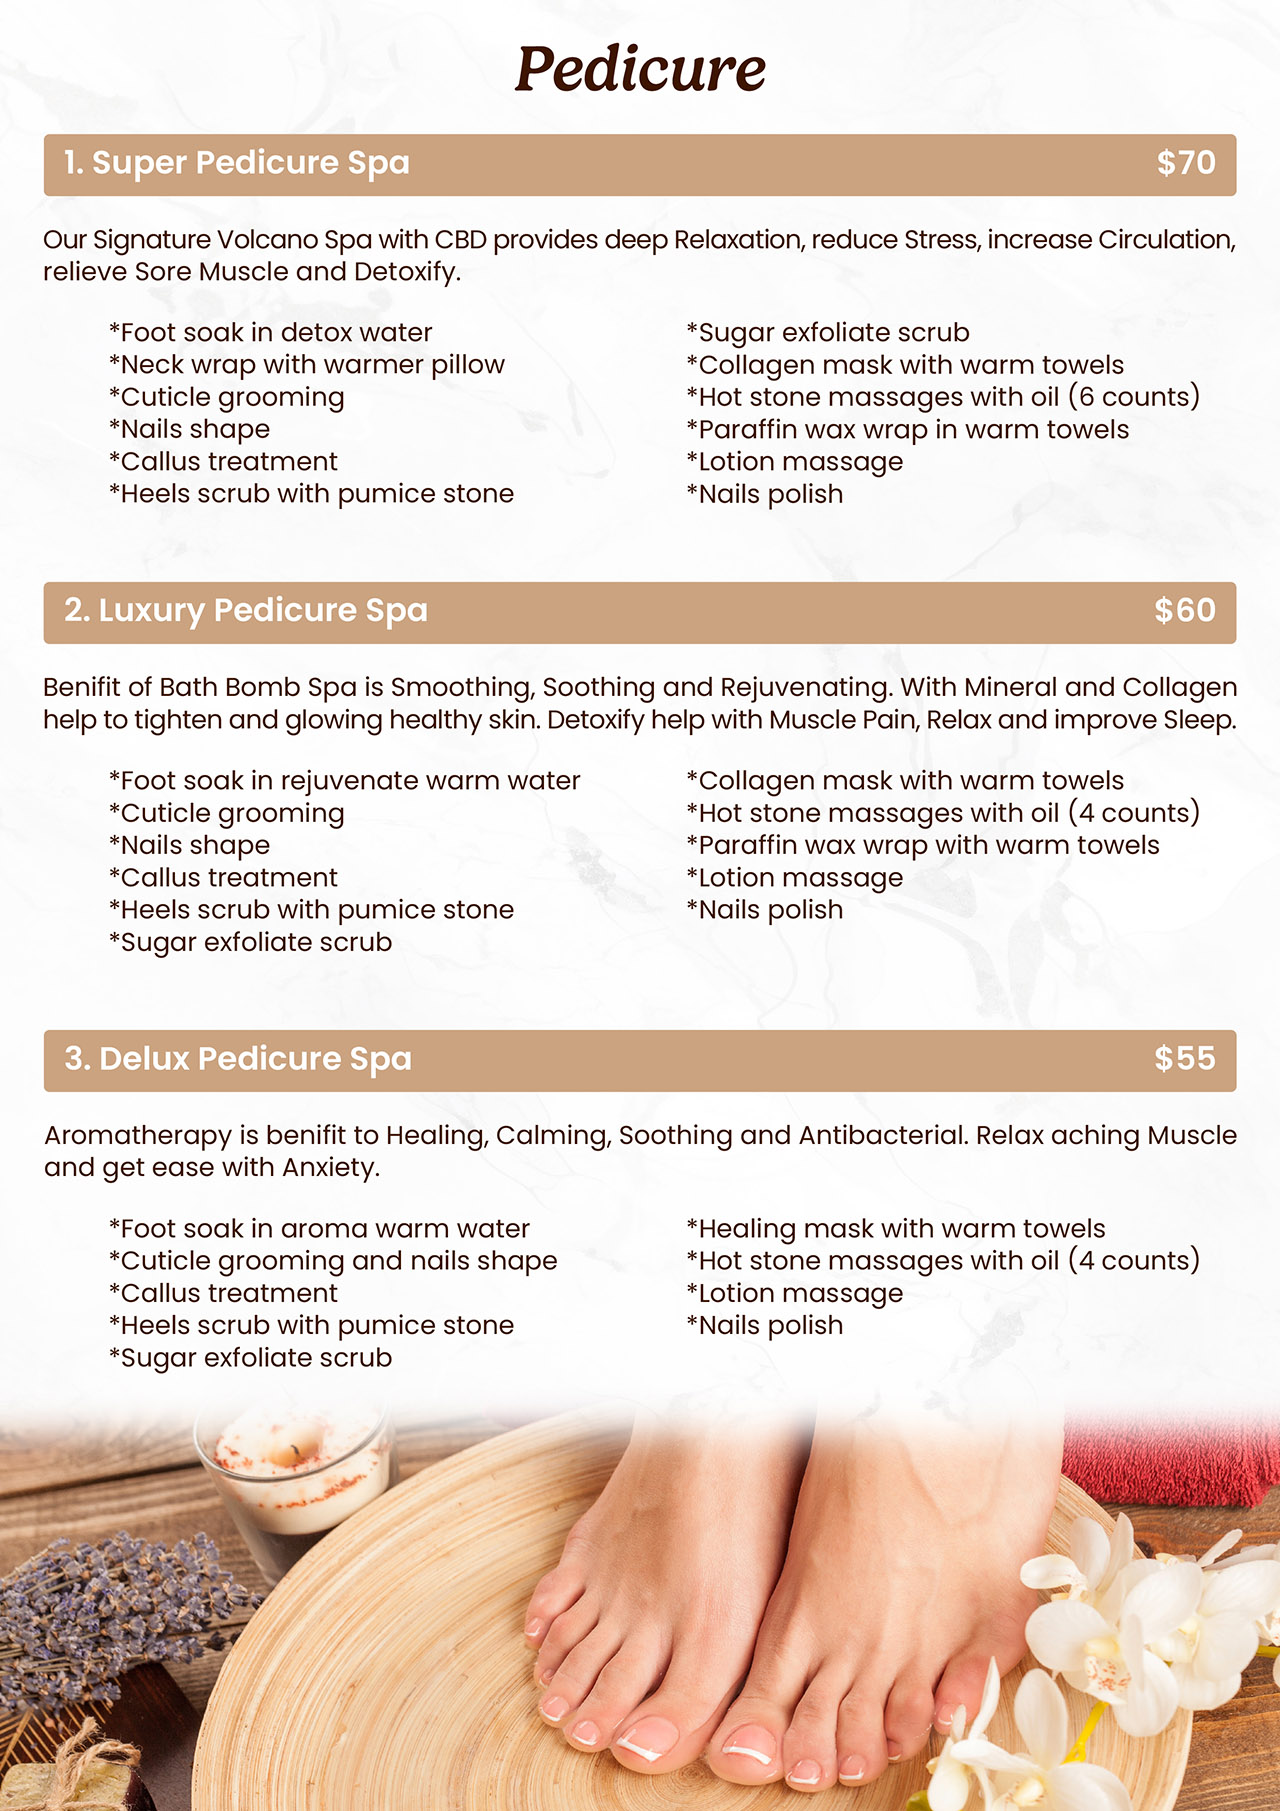 Pedicure
1. Super Pedicure Spa $70
Our Signature Volcano Spa with CBD provides deep Relaxation, reduce Stress, increase Circulation,
relieve Sore Muscle and Detoxify.
*Foot soak in detox water
*Neck wrap with warmer pillow
*Cuticle grooming
*Nails shape
*Callus treatment
*Heels scrub with pumice stone
*Sugar exfoliate scrub
*Collagen mask with warm towels
*Hot stone massages with oil (6 counts)
*Paraffin wax wrap in warm towels
*Lotion massage
*Nails polish
2. Luxury Pedicure Spa $60
Benifit of Bath Bomb Spa is Smoothing, Soothing and Rejuvenating. With Mineral and Collagen
help to tighten and glowing healthy skin. Detoxify help with Muscle Pain, Relax and improve Sleep.
*Foot soak in rejuvenate warm water
*Cuticle grooming
*Nails shape
*Callus treatment
*Heels scrub with pumice stone
*Sugar exfoliate scrub
*Collagen mask with warm towels
*Hot stone massages with oil (4 counts)
*Paraffin wax wrap with warm towels
*Lotion massage
*Nails polish
3. Delux Pedicure Spa $55
Aromatherapy is benifit to Healing, Calming, Soothing and Antibacterial. Relax aching Muscle
and get ease with Anxiety.
*Foot soak in aroma warm water
*Cuticle grooming and nails shape
*Callus treatment
*Heels scrub with pumice stone
*Sugar exfoliate scrub
*Healing mask with warm towels
*Hot stone massages with oil (4 counts)
*Lotion massage
*Nails polish